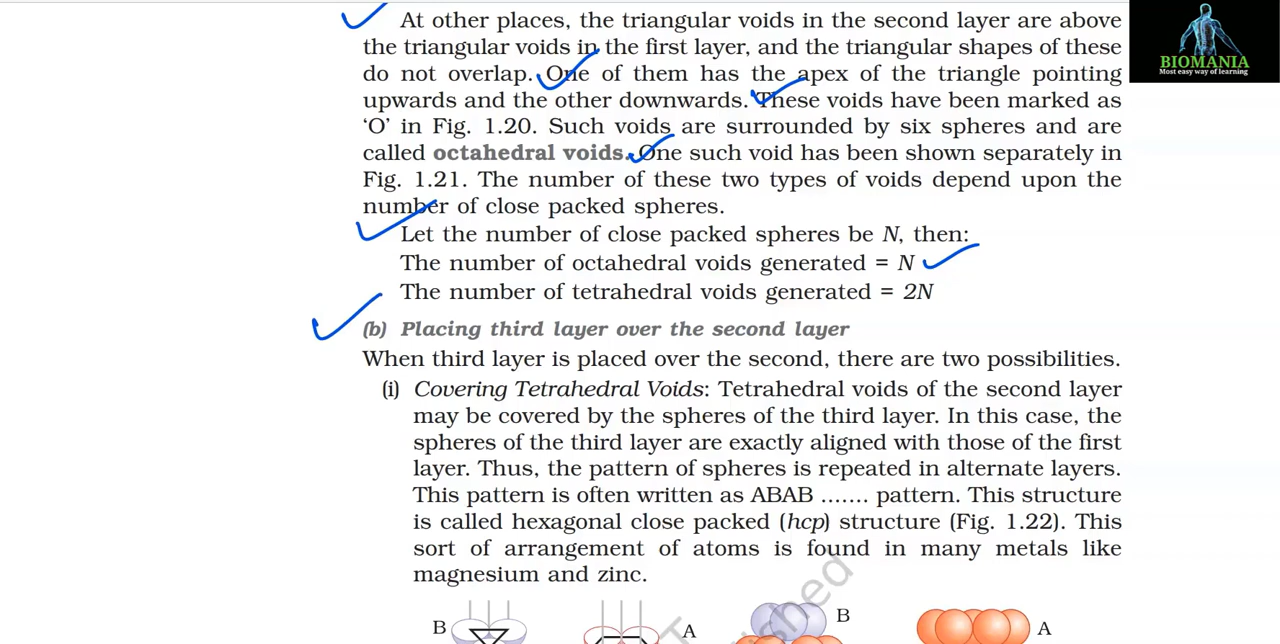 At other places, the triangular voids in the second layer are above
the triangular voids in the first layer, and the triangular shapes of these
do not overlap. One of them has the apex of the triangle pointing
upwards and the other downwards. These voids have been marked as
‘O’ in Fig. 1.20. Such voids are surrounded by six spheres and are
called octahedral voids. One such void has been shown separately in
Fig. 1.21. The number of these two types of voids depend upon the
number of close packed spheres.
Let the number of close packed spheres be N, then:
The number of octahedral voids generated = N
The number of tetrahedral voids generated = 2N
(b) Placing third layer over the second layer
When third layer is placed over the second, there are two possibilities.
(i) Covering Tetrahedral Voids: Tetrahedral voids of the second layer
may be covered by the spheres of the third layer. In this case, the
spheres of the third layer are exactly aligned with those of the first
layer. Thus, the pattern of spheres is repeated in alternate layers.
This pattern is often written as ABAB ....... pattern. This structure
is called hexagonal close packed (hcp) structure (Fig. 1.22). This
sort of arrangement of atoms is found in many metals like
magnesium and zinc.
B
A
B
A
BIOMANIA
Most easy way of learning